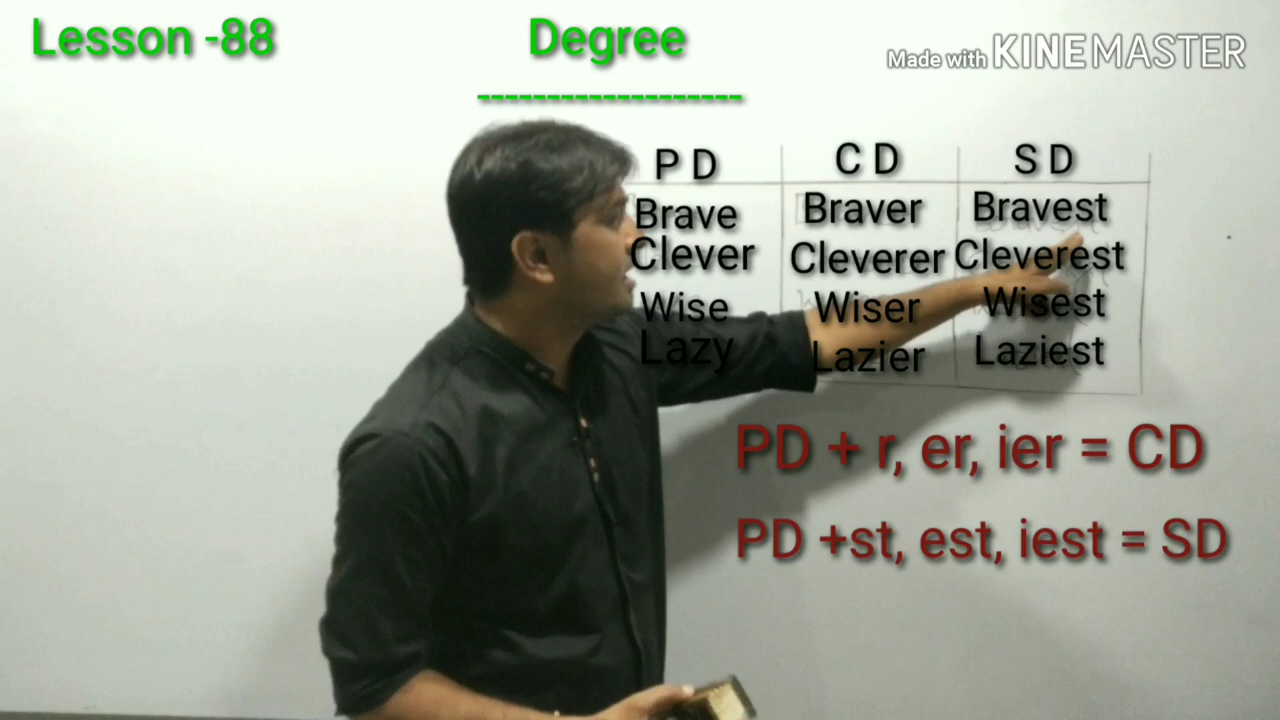 Lesson -88
Degree
-------------------
Made with KINEMASTER
P D C D S D
Brave Braver Bravest
Clever Cleverer Cleverest
Wise Wiser Wisest
Lazy Lazier Laziest
PD + r, er, ier = CD
PD +st, est, iest = SD